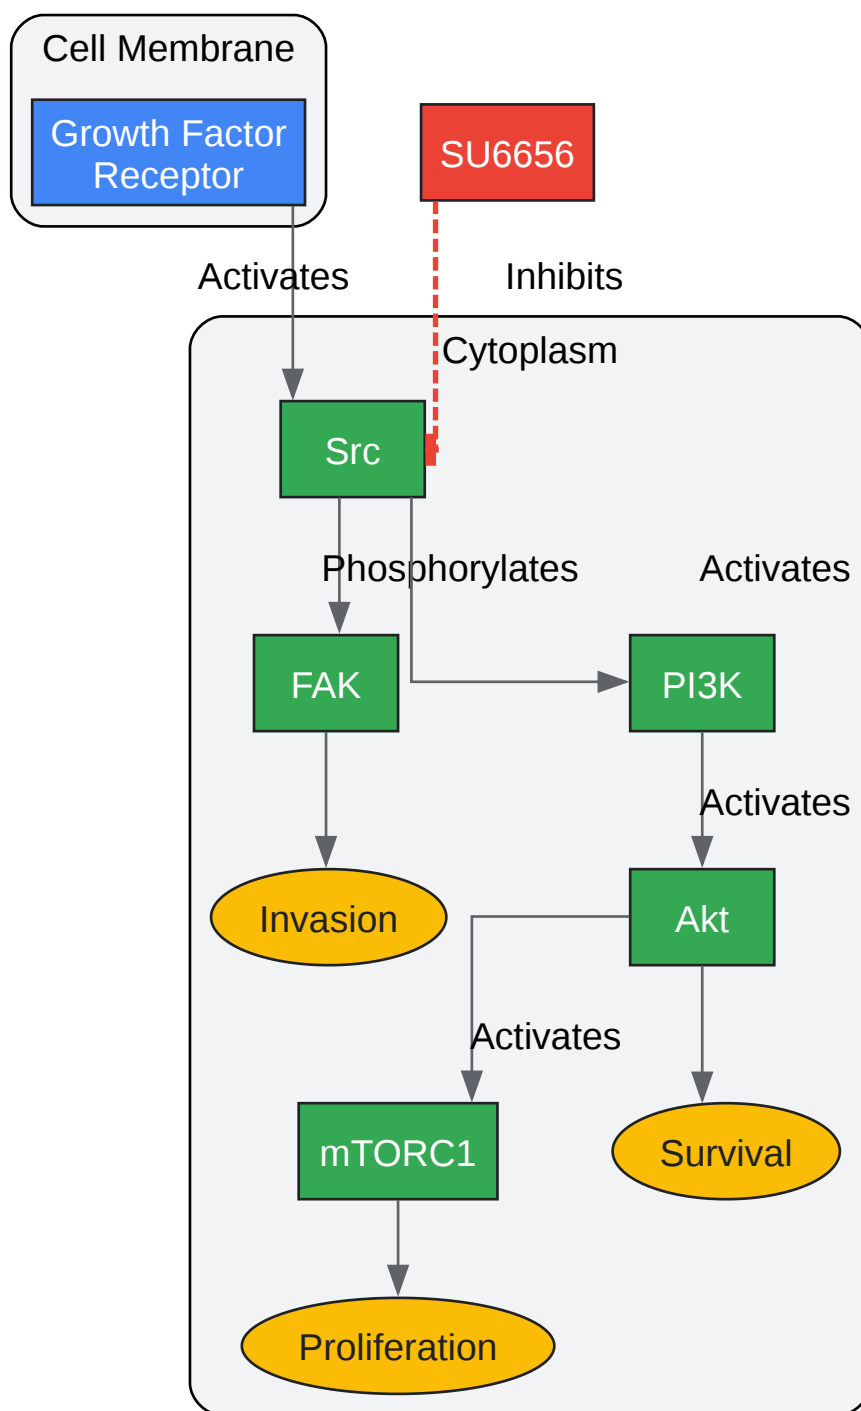 Cell Membrane
Growth Factor
Receptor
SU6656
Activates
Inhibits
Cytoplasm
Src
Phosphorylates
Activates
FAK
PI3K
Activates
Invasion
Akt
Activates
mTORC1
Survival
Proliferation